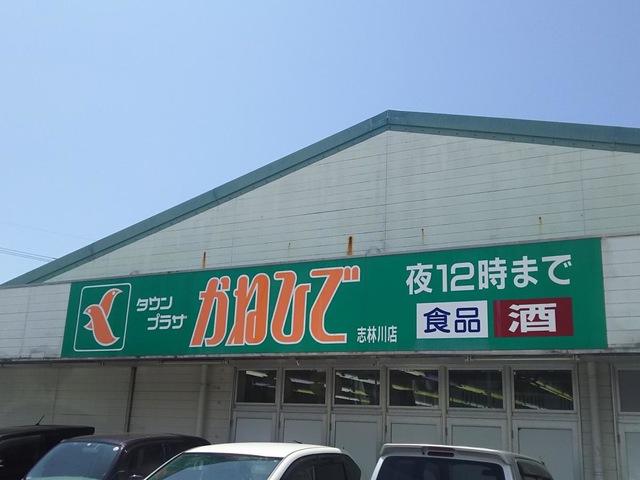 タウン
プラザ
かねひで
志林川店
夜12時まで
食品
酒